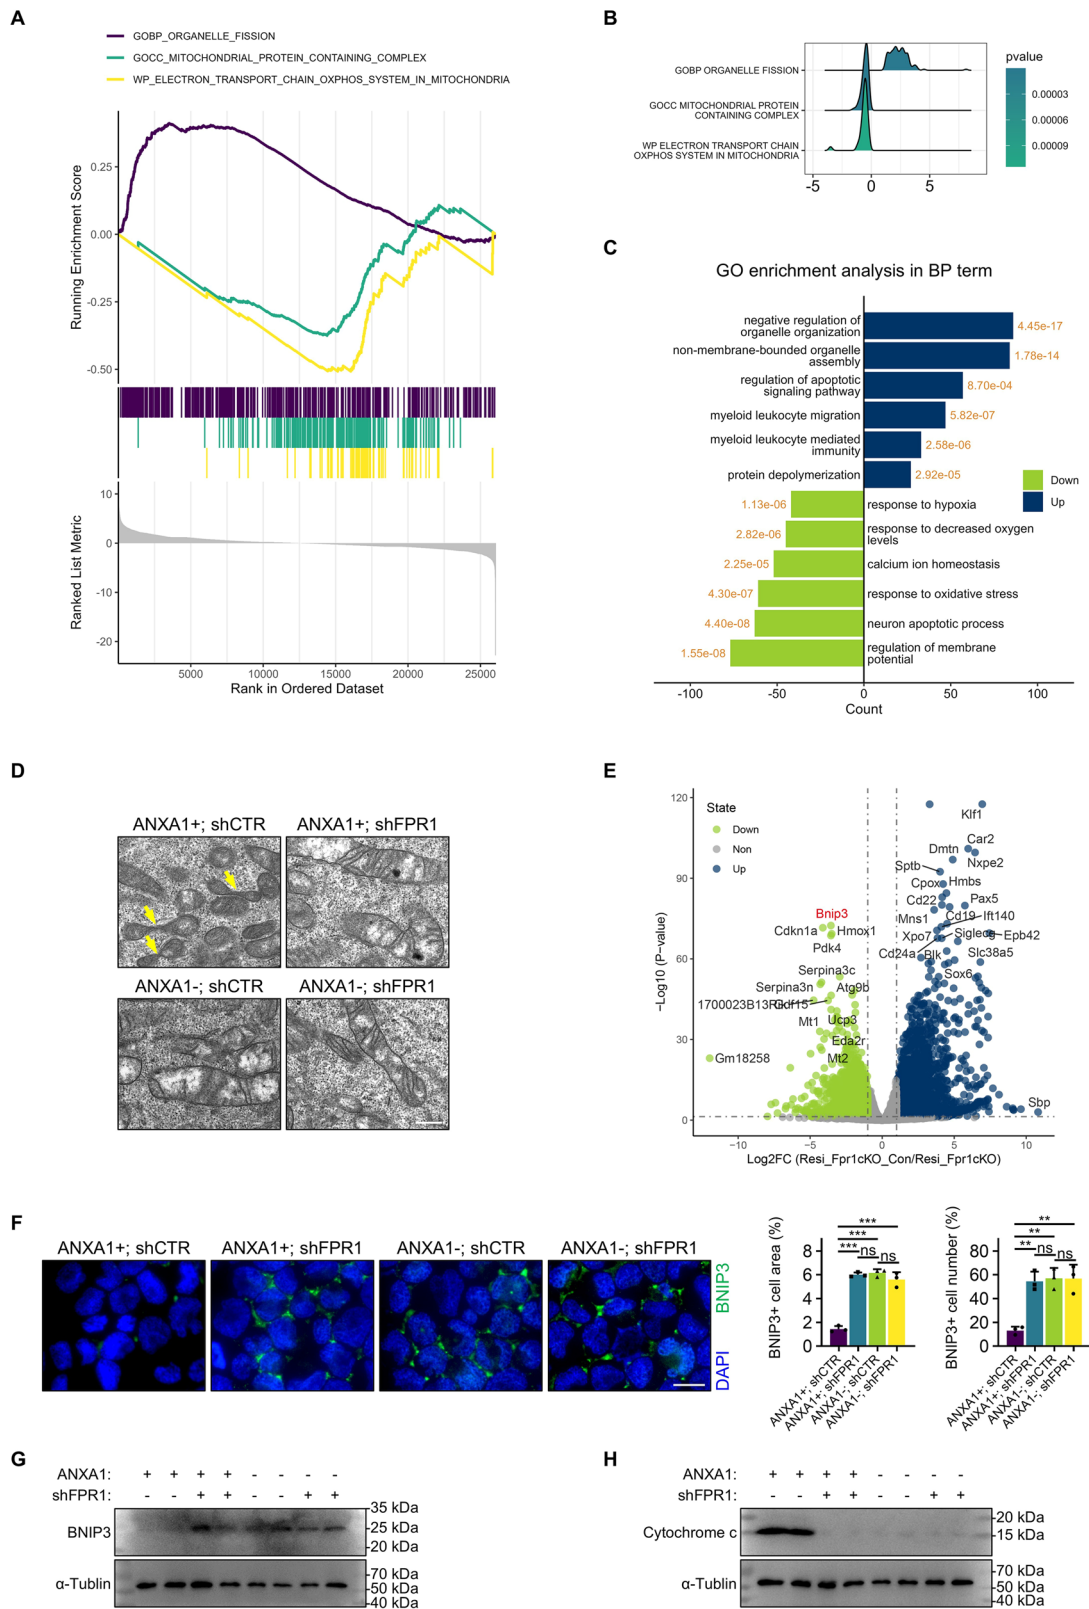 A
GOBP_ORGANELLE_FISSION
GOCC_MITOCHONDRIAL_PROTEIN_CONTAINING_COMPLEX
WP_ELECTRON_TRANSPORT_CHAIN_OXPHOS_SYSTEM_IN_MITOCHONDRIA
Running Enrichment Score
0.25
0.00
-0.25
-0.50
Ranked List Metric
10
0
-10
-20
5000 10000 15000 20000 25000
Rank in Ordered Dataset
B
GOBP ORGANELLE FISSION
GOCC MITOCHONDRIAL PROTEIN
CONTAINING COMPLEX
WP ELECTRON TRANSPORT CHAIN
OXPHOS SYSTEM IN MITOCHONDRIA
-5 0 5
pvalue
0.00003
0.00006
0.00009
C
GO enrichment analysis in BP term
negative regulation of
organelle organization
4.45e-17
non-membrane-bounded organelle
assembly
1.78e-14
regulation of apoptotic
signaling pathway
8.70e-04
myeloid leukocyte migration
5.82e-07
myeloid leukocyte mediated
immunity
2.58e-06
protein depolymerization
2.92e-05
Down
Up
1.13e-06
response to hypoxia
2.82e-06
response to decreased oxygen
levels
2.25e-05
calcium ion homeostasis
4.30e-07
response to oxidative stress
4.40e-08
neuron apoptotic process
1.55e-08
regulation of membrane
potential
-100 -50 0 50 100
Count
D
ANXA1+; shCTR
ANXA1+; shFPR1
ANXA1-; shCTR
ANXA1-; shFPR1
E
−Log10 (P−value)
120
90
60
30
0
State
Down
Non
Up
Klf1
Car2
Dmtn
Nxpe2
Sptb
Cpox
Hmbs
Cd22
Pax5
Mns1
Cd19
Ift140
Bnip3
Cdkn1a
Hmox1
Xpo7
Siglecg
Epb42
Pdk4
Cd24a
Blk
Slc38a5
Serpina3c
Sox6
Serpina3n
Atg9b
1700023B13Rik
Gdf15
Mt1
Ucp3
Eda2r
Gm18258
Mt2
Sbp
−10 −5 0 5 10
Log2FC (Resi_Fpr1cKO_Con/Resi_Fpr1cKO)
F
ANXA1+; shCTR
ANXA1+; shFPR1
ANXA1-; shCTR
ANXA1-; shFPR1
DAPI BNIP3
BNIP3+ cell area (%)
8
6
4
2
0
***
***
*** ns ns
ANXA1+; shCTR
ANXA1+; shFPR1
ANXA1-; shCTR
ANXA1-; shFPR1
BNIP3+ cell number (%)
80
60
40
20
0
**
**
** ns ns
ANXA1+; shCTR
ANXA1+; shFPR1
ANXA1-; shCTR
ANXA1-; shFPR1
G
ANXA1: + + + + - - - -
shFPR1: - - + + - - + +
BNIP3
35 kDa
25 kDa
20 kDa
α-Tublin
70 kDa
50 kDa
40 kDa
H
ANXA1: + + + + - - - -
shFPR1: - - + + - - + +
Cytochrome c
20 kDa
15 kDa
α-Tublin
70 kDa
50 kDa
40 kDa